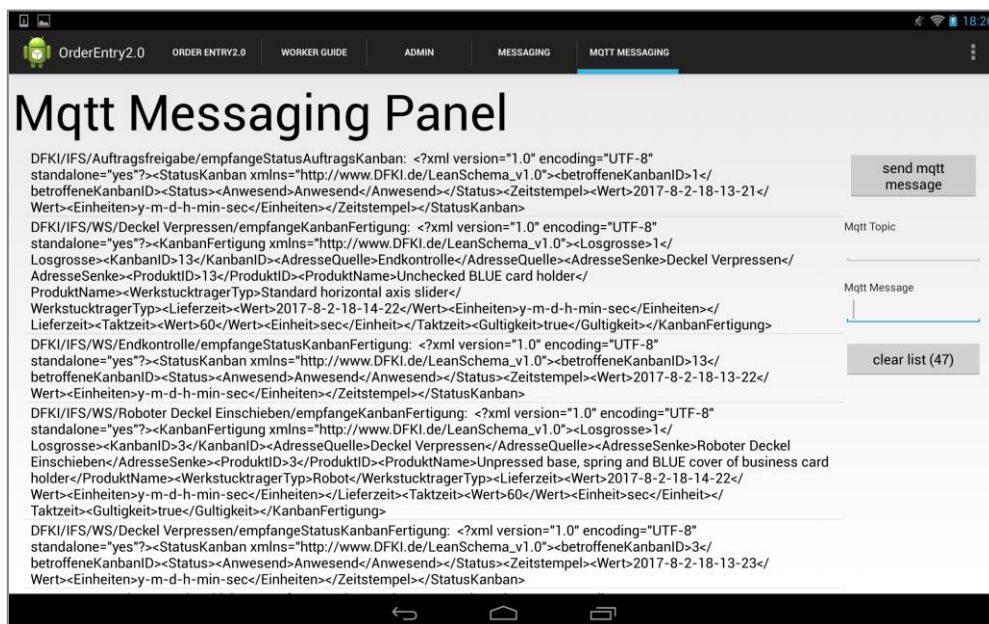 18:20
OrderEntry2.0
ORDER ENTRY2.0
WORKER GUIDE
ADMIN
MESSAGING
MQTT MESSAGING
Mqtt Messaging Panel
DFKI/IFS/Auftragsfreigabe/empfangeStatusAuftragsKanban: <?xml version="1.0" encoding="UTF-8"
standalone="yes"?><StatusKanban xmlns="http://www.DFKI.de/LeanSchema_v1.0"><betroffeneKanbanID>1</
betroffeneKanbanID><Status><Anwesend>Anwesend</Anwesend></Status><Zeitstempel><Wert>2017-8-2-18-13-21</
Wert><Einheiten>y-m-d-h-min-sec</Einheiten></Zeitstempel></StatusKanban>
DFKI/IFS/WS/Deckel Verpressen/empfangeKanbanFertigung: <?xml version="1.0" encoding="UTF-8"
standalone="yes"?><KanbanFertigung xmlns="http://www.DFKI.de/LeanSchema_v1.0"><Losgrosse>1</
Losgrosse><KanbanID>13</KanbanID><AdresseQuelle>Endkontrolle</AdresseQuelle><AdresseSenke>Deckel Verpressen</
AdresseSenke><ProduktID>13</ProduktID><ProduktName>Unchecked BLUE card holder</
ProduktName><WerkstucktragerTyp>Standard horizontal axis slider</
WerkstucktragerTyp><Lieferzeit><Wert>2017-8-2-18-14-22</Wert><Einheiten>y-m-d-h-min-sec</Einheiten></
Lieferzeit><Taktzeit><Wert>60</Wert><Einheit>sec</Einheit></Taktzeit><Gultigkeit>true</Gultigkeit></KanbanFertigung>
DFKI/IFS/WS/Endkontrolle/empfangeStatusKanbanFertigung: <?xml version="1.0" encoding="UTF-8"
standalone="yes"?><StatusKanban xmlns="http://www.DFKI.de/LeanSchema_v1.0"><betroffeneKanbanID>13</
betroffeneKanbanID><Status><Anwesend>Anwesend</Anwesend></Status><Zeitstempel><Wert>2017-8-2-18-13-22</
Wert><Einheiten>y-m-d-h-min-sec</Einheiten></Zeitstempel></StatusKanban>
DFKI/IFS/WS/Roboter Deckel Einschieben/empfangeKanbanFertigung: <?xml version="1.0" encoding="UTF-8"
standalone="yes"?><KanbanFertigung xmlns="http://www.DFKI.de/LeanSchema_v1.0"><Losgrosse>1</
Losgrosse><KanbanID>3</KanbanID><AdresseQuelle>Deckel Verpressen</AdresseQuelle><AdresseSenke>Roboter Deckel
Einschieben</AdresseSenke><ProduktID>3</ProduktID><ProduktName>Unpressed base, spring and BLUE cover of business card
holder</ProduktName><WerkstucktragerTyp>Robot</WerkstucktragerTyp><Lieferzeit><Wert>2017-8-2-18-14-22</
Wert><Einheiten>y-m-d-h-min-sec</Einheiten></Lieferzeit><Taktzeit><Wert>60</Wert><Einheit>sec</Einheit></
Taktzeit><Gultigkeit>true</Gultigkeit></KanbanFertigung>
DFKI/IFS/WS/Deckel Verpressen/empfangeStatusKanbanFertigung: <?xml version="1.0" encoding="UTF-8"
standalone="yes"?><StatusKanban xmlns="http://www.DFKI.de/LeanSchema_v1.0"><betroffeneKanbanID>3</
betroffeneKanbanID><Status><Anwesend>Anwesend</Anwesend></Status><Zeitstempel><Wert>2017-8-2-18-13-23</
Wert><Einheiten>y-m-d-h-min-sec</Einheiten></Zeitstempel></StatusKanban>
send mqtt
message
Mqtt Topic
Mqtt Message
clear list (47)